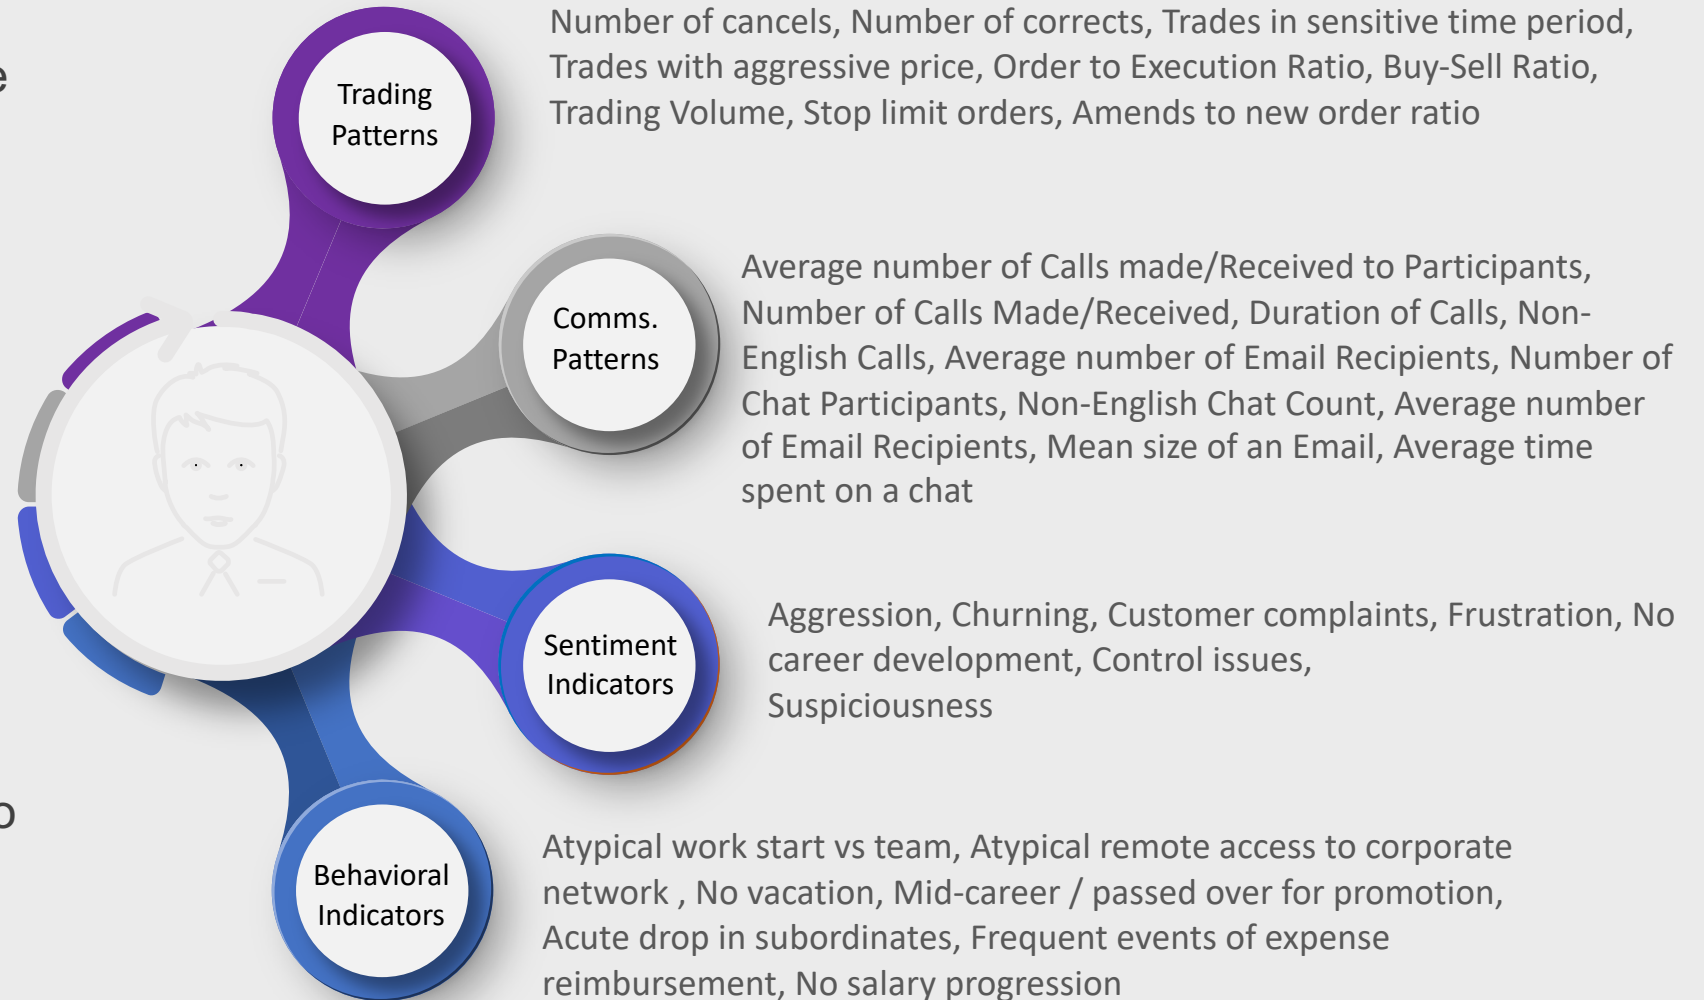 e
Trading
Patterns
Number of cancels, Number of corrects, Trades in sensitive time period,
Trades with aggressive price, Order to Execution Ratio, Buy-Sell Ratio,
Trading Volume, Stop limit orders, Amends to new order ratio
Comms.
Patterns
Average number of Calls made/Received to Participants,
Number of Calls Made/Received, Duration of Calls, Non-
English Calls, Average number of Email Recipients, Number of
Chat Participants, Non-English Chat Count, Average number
of Email Recipients, Mean size of an Email, Average time
spent on a chat
Sentiment
Indicators
Aggression, Churning, Customer complaints, Frustration, No
career development, Control issues,
Suspiciousness
o
Behavioral
Indicators
Atypical work start vs team, Atypical remote access to corporate
network , No vacation, Mid-career / passed over for promotion,
Acute drop in subordinates, Frequent events of expense
reimbursement, No salary progression